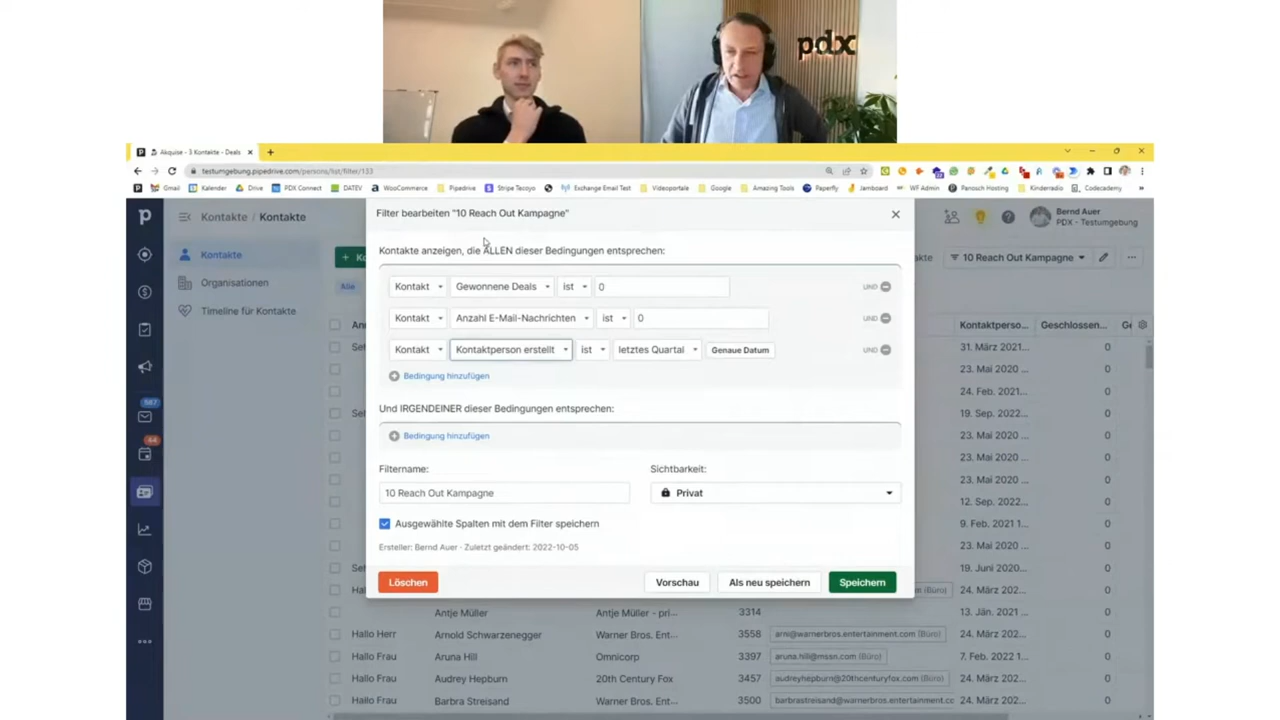 pdx
Akquise - 3 Kontakte - Deals
testumgebung.pipedrive.com/persons/list/filter/133
Gmail Kalender Drive PDX Connect DATEV WooCommerce Pipedrive Stripe Tecoyo Exchange Email Test Videoportale Google Amazing Tools Paperfly Jamboard WF Admin Panosch Hosting Kinderradio Codecademy »
Kontakte / Kontakte
Filter bearbeiten "10 Reach Out Kampagne"
Bernd Auer
PDX - Testumgebung
Kontakte anzeigen, die ALLEN dieser Bedingungen entsprechen:
Kontakte
+ Ko
akte
10 Reach Out Kampagne
Organisationen
Alle
Kontakt Gewonnene Deals ist 0 UND
Timeline für Kontakte
Kontakt Anzahl E-Mail-Nachrichten ist 0 UND
Kontaktperso... Geschlossen...
Kontakt Kontaktperson erstellt ist letztes Quartal Genaue Datum UND
31. März 2021... 0
23. Mai 2020 ... 0
Bedingung hinzufügen
24. Feb. 2021... 0
Und IRGENDEINER dieser Bedingungen entsprechen:
19. Sep. 2022... 0
567
Bedingung hinzufügen
23. Mai 2020 ... 0
44
23. Mai 2020 ... 0
Filtername: Sichtbarkeit:
23. Mai 2020 ... 0
10 Reach Out Kampagne Privat
12. Sep. 2022... 0
Ausgewählte Spalten mit dem Filter speichern
9. Feb. 2021 ... 0
Ersteller: Bernd Auer · Zuletzt geändert: 2022-10-05
23. Mai 2020 ... 0
19. Juni 2020 ... 0
Löschen Vorschau Als neu speichern Speichern
(Büro) 24. März 202... 0
Antje Müller Antje Müller - pri... 3314 13. Jän. 2021 ... 0
Hallo Herr Arnold Schwarzenegger Warner Bros. Ent... 3558 arni@warnerbros.entertainment.com (Büro) 24. März 202... 0
Hallo Frau Aruna Hill Omnicorp 3397 aruna.hill@mssn.com (Büro) 7. Feb. 2022 1... 0
Hallo Frau Audrey Hepburn 20th Century Fox 3457 audreyhepburn@20thcenturyfox.com (Büro) 24. März 202... 0
Hallo Frau Barbra Streisand Warner Bros. Ent... 3500 barbrastreisand@warnerbros.entertainment.co 24. März 202... 0